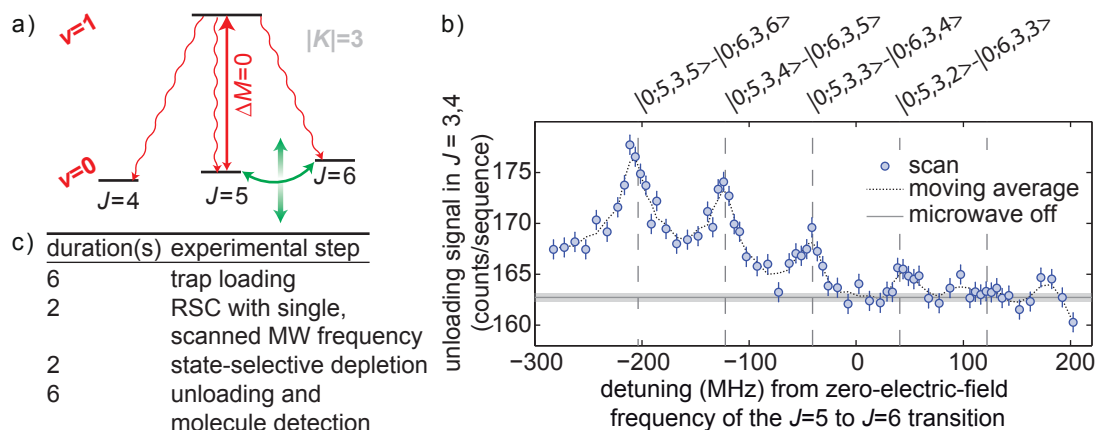 a)
v=1
|K|=3
ΔM=0
v=0
J=4
J=5
J=6
c)
duration(s) experimental step
6 trap loading
2 RSC with single,
scanned MW frequency
2 state-selective depletion
6 unloading and
molecule detection
b)
|0;5,3,5>-|0;6,3,6>
|0;5,3,4>-|0;6,3,5>
|0;5,3,3>-|0;6,3,4>
|0;5,3,2>-|0;6,3,3>
unloading signal in J = 3,4
(counts/sequence)
175
170
165
160
scan
moving average
microwave off
−300 −200 −100 0 100 200
detuning (MHz) from zero-electric-field
frequency of the J=5 to J=6 transition